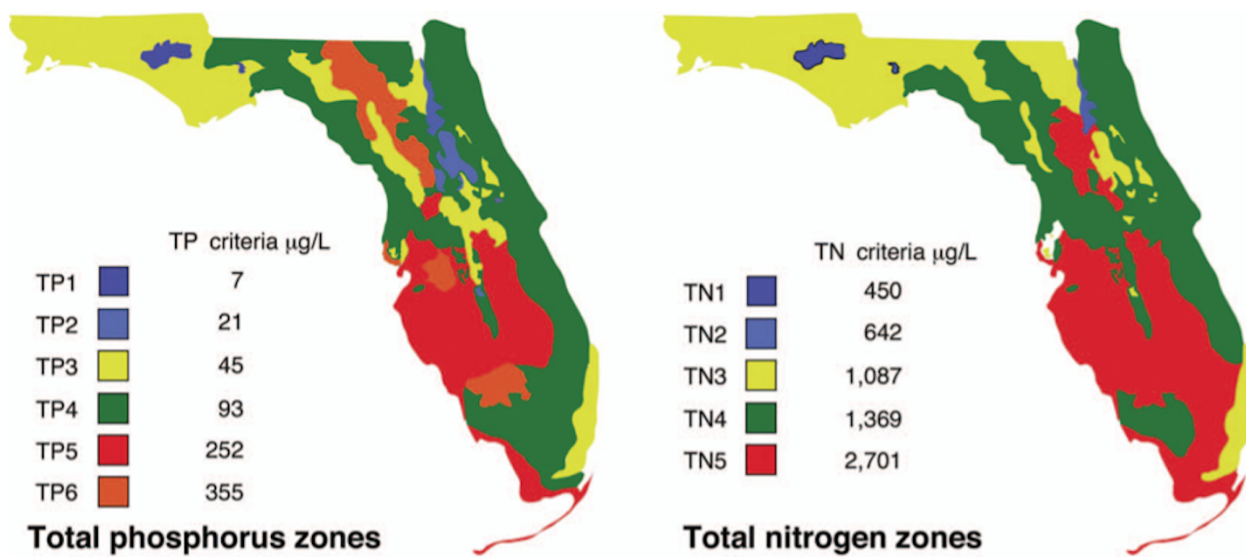 TP criteria µg/L
TP1 7
TP2 21
TP3 45
TP4 93
TP5 252
TP6 355
Total phosphorus zones
TN criteria µg/L
TN1 450
TN2 642
TN3 1,087
TN4 1,369
TN5 2,701
Total nitrogen zones